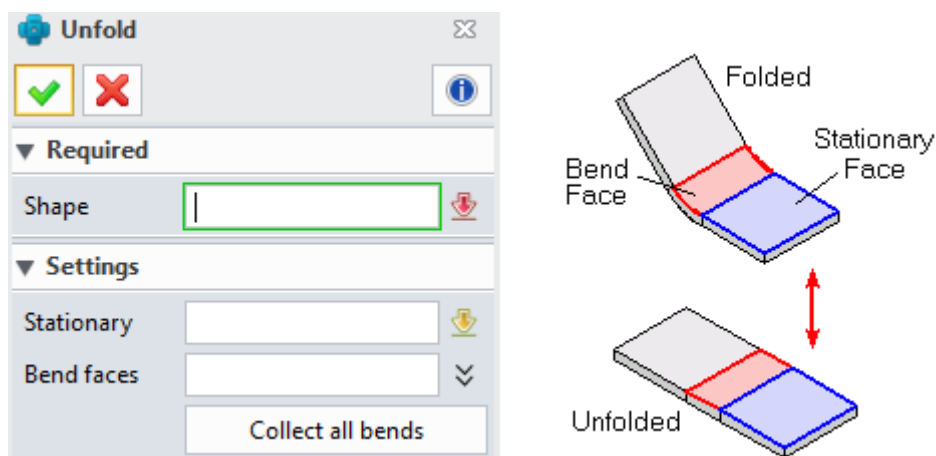 Unfold
Required
Shape
Settings
Stationary
Bend faces
Collect all bends
Folded
Stationary
Face
Bend
Face
Unfolded